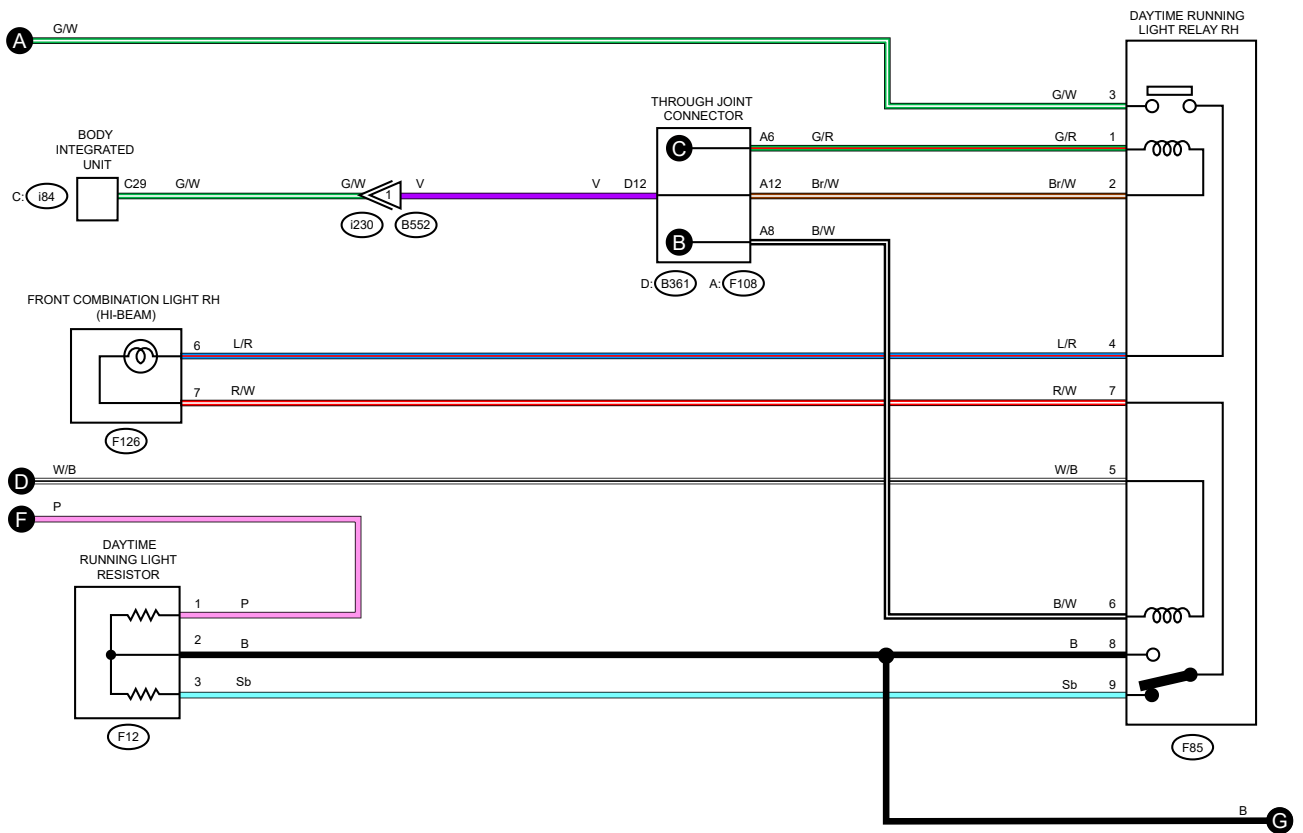 DAYTIME RUNNING
LIGHT RELAY RH
A
G/W
G/W 3
THROUGH JOINT
CONNECTOR
C
A6 G/R
G/R 1
BODY
INTEGRATED
UNIT
C: i84
C29 G/W
G/W 1 V
V D12
A12 Br/W
Br/W 2
i230 B552
B
A8 B/W
D: B361 A: F108
FRONT COMBINATION LIGHT RH
(HI-BEAM)
6 L/R
L/R 4
7 R/W
R/W 7
F126
D
W/B
W/B 5
F
P
DAYTIME
RUNNING LIGHT
RESISTOR
1 P
B/W 6
2 B
B 8
3 Sb
Sb 9
F12
F85
B G